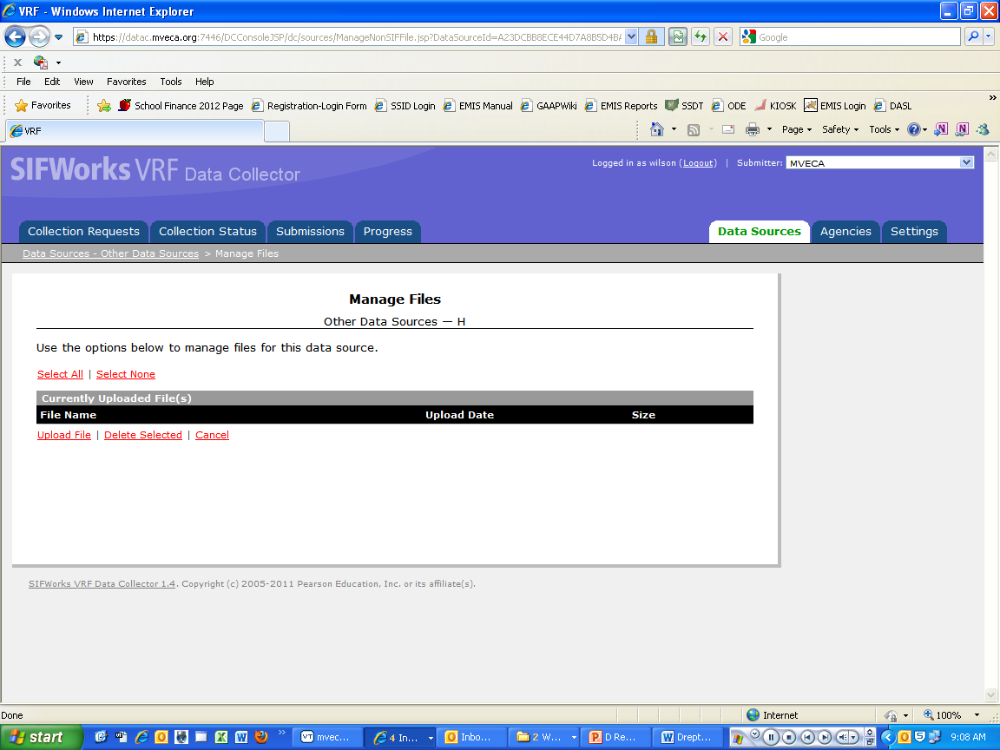 VRF - Windows Internet Explorer
https://datac.mveca.org:7446/DCConsoleJSP/dc/sources/ManageNonSIFFile.jsp?DataSourceId=A23DCBB8ECE44D7A8B5D4B
Google
File Edit View Favorites Tools Help
Favorites School Finance 2012 Page Registration-Login Form SSID Login EMIS Manual GAAPWiki EMIS Reports SSDT ODE KIOSK EMIS Login DASL
VRF Page Safety Tools
SIFWorks VRF Data Collector
Logged in as wilson (Logout) | Submitter: MVECA
Collection Requests Collection Status Submissions Progress Data Sources Agencies Settings
Data Sources - Other Data Sources > Manage Files
Manage Files
Other Data Sources — H
Use the options below to manage files for this data source.
Select All | Select None
Currently Uploaded File(s)
File Name Upload Date Size
Upload File | Delete Selected | Cancel
SIFWorks VRF Data Collector 1.4. Copyright (c) 2005-2011 Pearson Education, Inc. or its affiliate(s).
Done Internet 100%
start mvec... 4 In... Inbo... 2 W... D Re... Drept... 9:08 AM